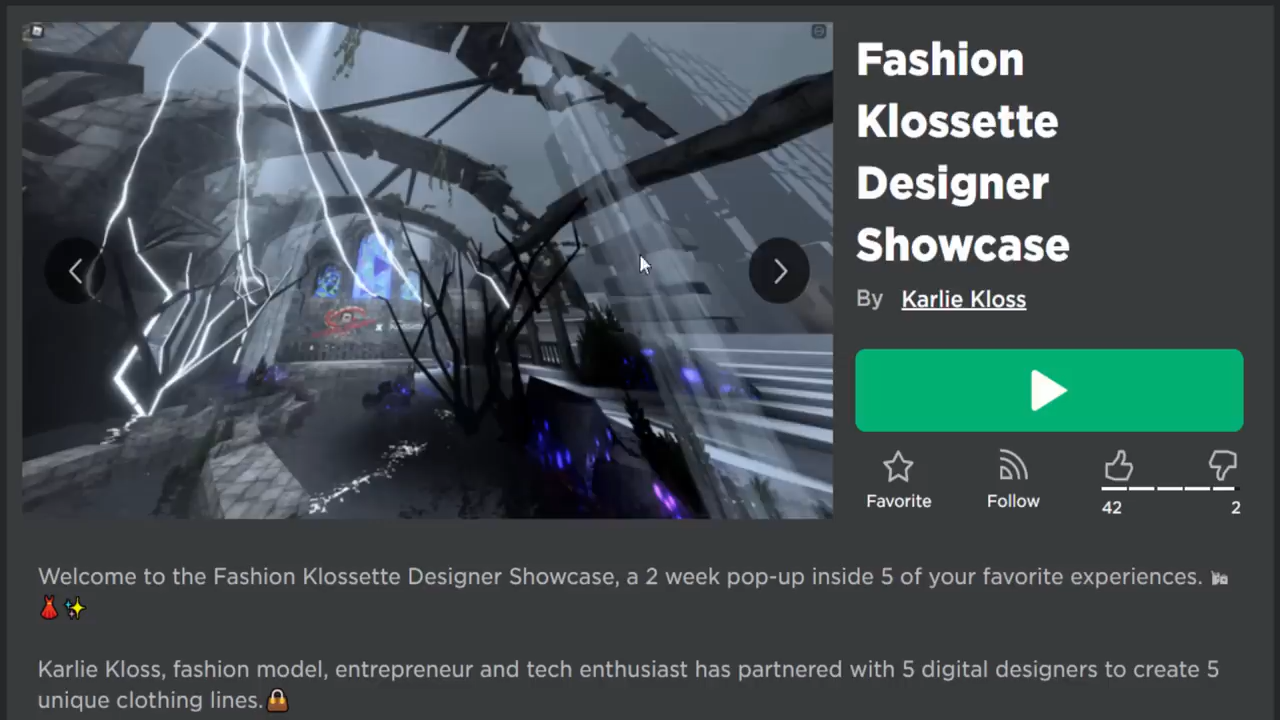 Fashion
Klossette
Designer
Showcase
By Karlie Kloss
Favorite
Follow
42
2
Welcome to the Fashion Klossette Designer Showcase, a 2 week pop-up inside 5 of your favorite experiences. 📸
👗✨
Karlie Kloss, fashion model, entrepreneur and tech enthusiast has partnered with 5 digital designers to create 5
unique clothing lines.👜